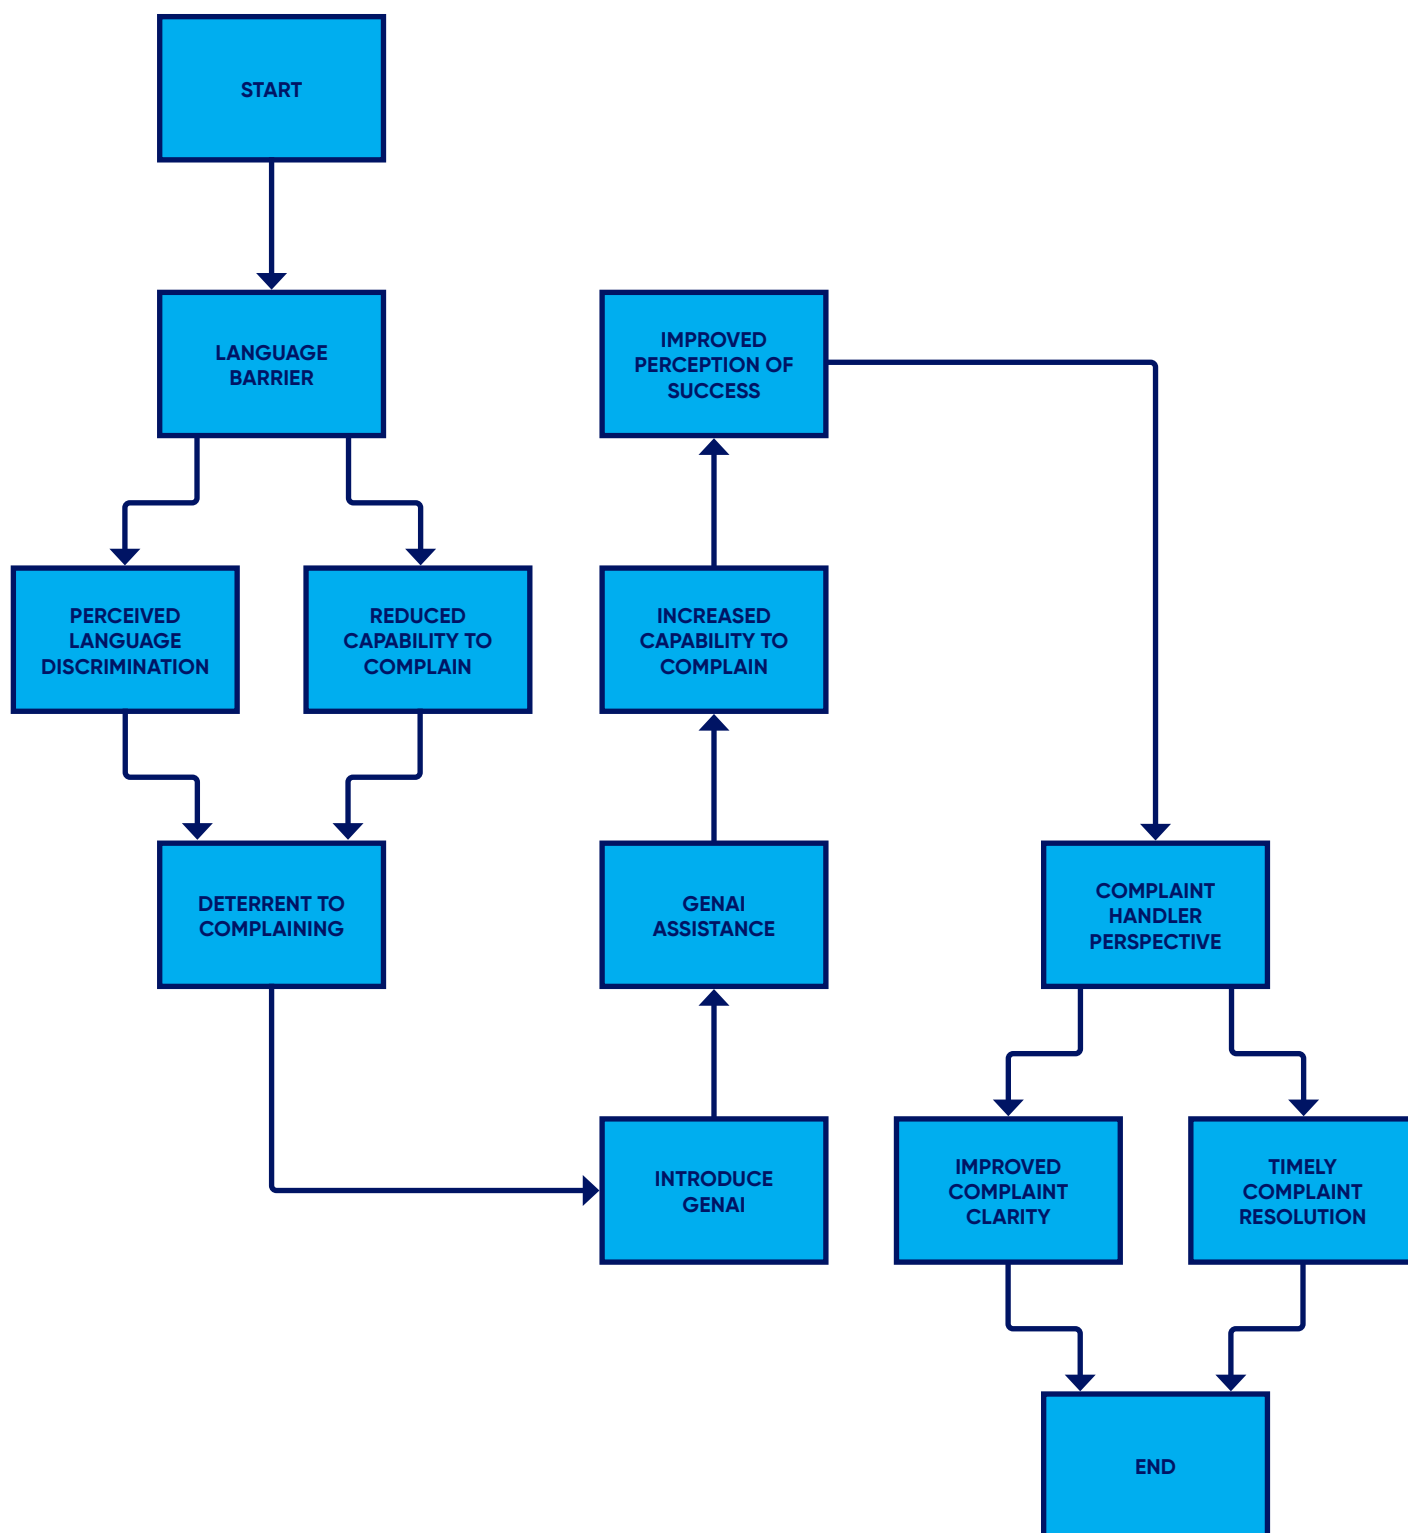 START
LANGUAGE
BARRIER
PERCEIVED
LANGUAGE
DISCRIMINATION
REDUCED
CAPABILITY TO
COMPLAIN
DETERRENT TO
COMPLAINING
INTRODUCE
GENAI
GENAI
ASSISTANCE
INCREASED
CAPABILITY TO
COMPLAIN
IMPROVED
PERCEPTION OF
SUCCESS
COMPLAINT
HANDLER
PERSPECTIVE
IMPROVED
COMPLAINT
CLARITY
TIMELY
COMPLAINT
RESOLUTION
END